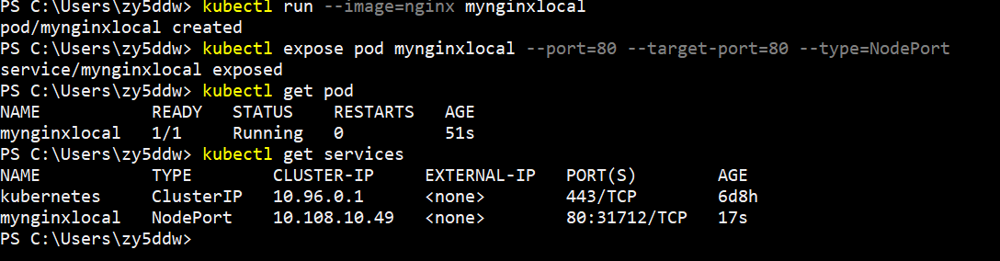 PS C:\Users\zy5ddw> kubectl run --image=nginx mynginxlocal
pod/mynginxlocal created
PS C:\Users\zy5ddw> kubectl expose pod mynginxlocal --port=80 --target-port=80 --type=NodePort
service/mynginxlocal exposed
PS C:\Users\zy5ddw> kubectl get pod
NAME           READY   STATUS    RESTARTS   AGE
mynginxlocal   1/1     Running   0          51s
PS C:\Users\zy5ddw> kubectl get services
NAME           TYPE        CLUSTER-IP     EXTERNAL-IP   PORT(S)        AGE
kubernetes     ClusterIP   10.96.0.1      <none>        443/TCP        6d8h
mynginxlocal   NodePort    10.108.10.49   <none>        80:31712/TCP   17s
PS C:\Users\zy5ddw>